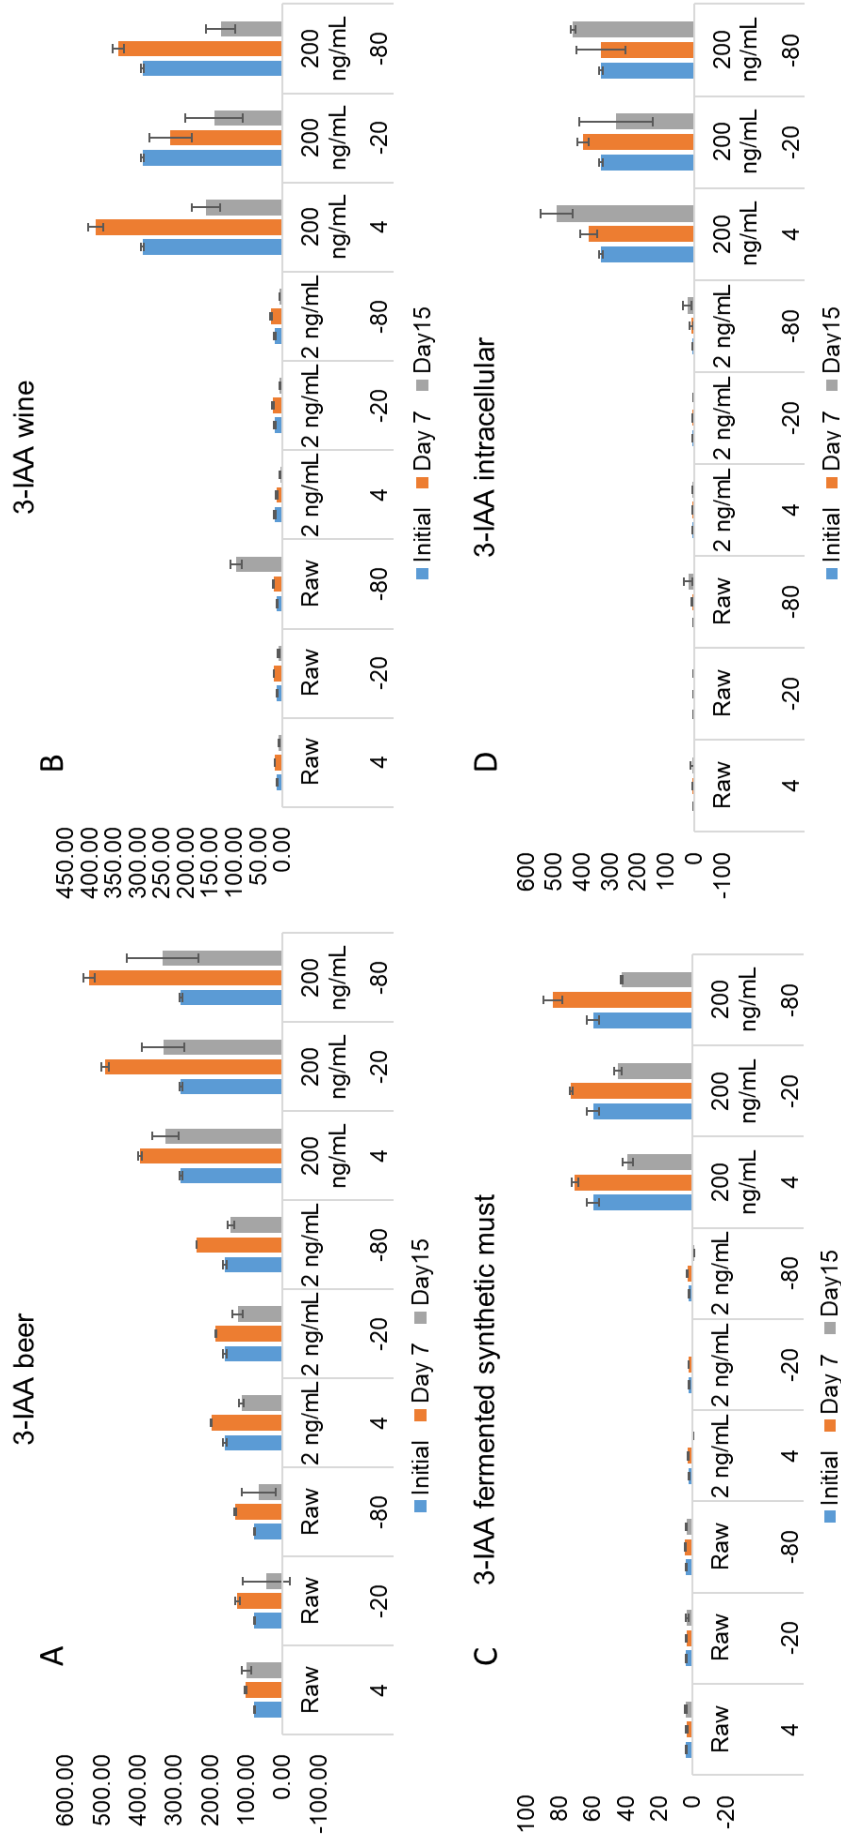 A
3-IAA beer
600.00
500.00
400.00
300.00
200.00
100.00
0.00
-100.00
Raw Raw Raw 2 ng/mL 2 ng/mL 2 ng/mL 200 ng/mL 200 ng/mL 200 ng/mL
4 -20 -80 4 -20 -80 4 -20 -80
Initial Day 7 Day15
B
3-IAA wine
450.00
400.00
350.00
300.00
250.00
200.00
150.00
100.00
50.00
0.00
Raw Raw Raw 2 ng/mL 2 ng/mL 2 ng/mL 200 ng/mL 200 ng/mL 200 ng/mL
4 -20 -80 4 -20 -80 4 -20 -80
Initial Day 7 Day15
C
3-IAA fermented synthetic must
100
80
60
40
20
0
-20
Raw Raw Raw 2 ng/mL 2 ng/mL 2 ng/mL 200 ng/mL 200 ng/mL 200 ng/mL
4 -20 -80 4 -20 -80 4 -20 -80
Initial Day 7 Day15
D
3-IAA intracellular
600
500
400
300
200
100
0
-100
Raw Raw Raw 2 ng/mL 2 ng/mL 2 ng/mL 200 ng/mL 200 ng/mL 200 ng/mL
4 -20 -80 4 -20 -80 4 -20 -80
Initial Day 7 Day15